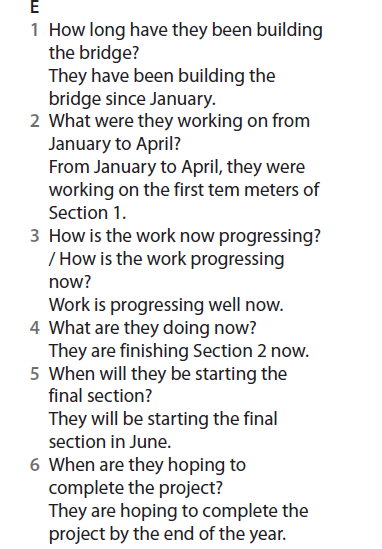 E
1 How long have they been building
the bridge?
They have been building the
bridge since January.
2 What were they working on from
January to April?
From January to April, they were
working on the first tem meters of
Section 1.
3 How is the work now progressing?
/ How is the work progressing
now?
Work is progressing well now.
4 What are they doing now?
They are finishing Section 2 now.
5 When will they be starting the
final section?
They will be starting the final
section in June.
6 When are they hoping to
complete the project?
They are hoping to complete the
project by the end of the year.